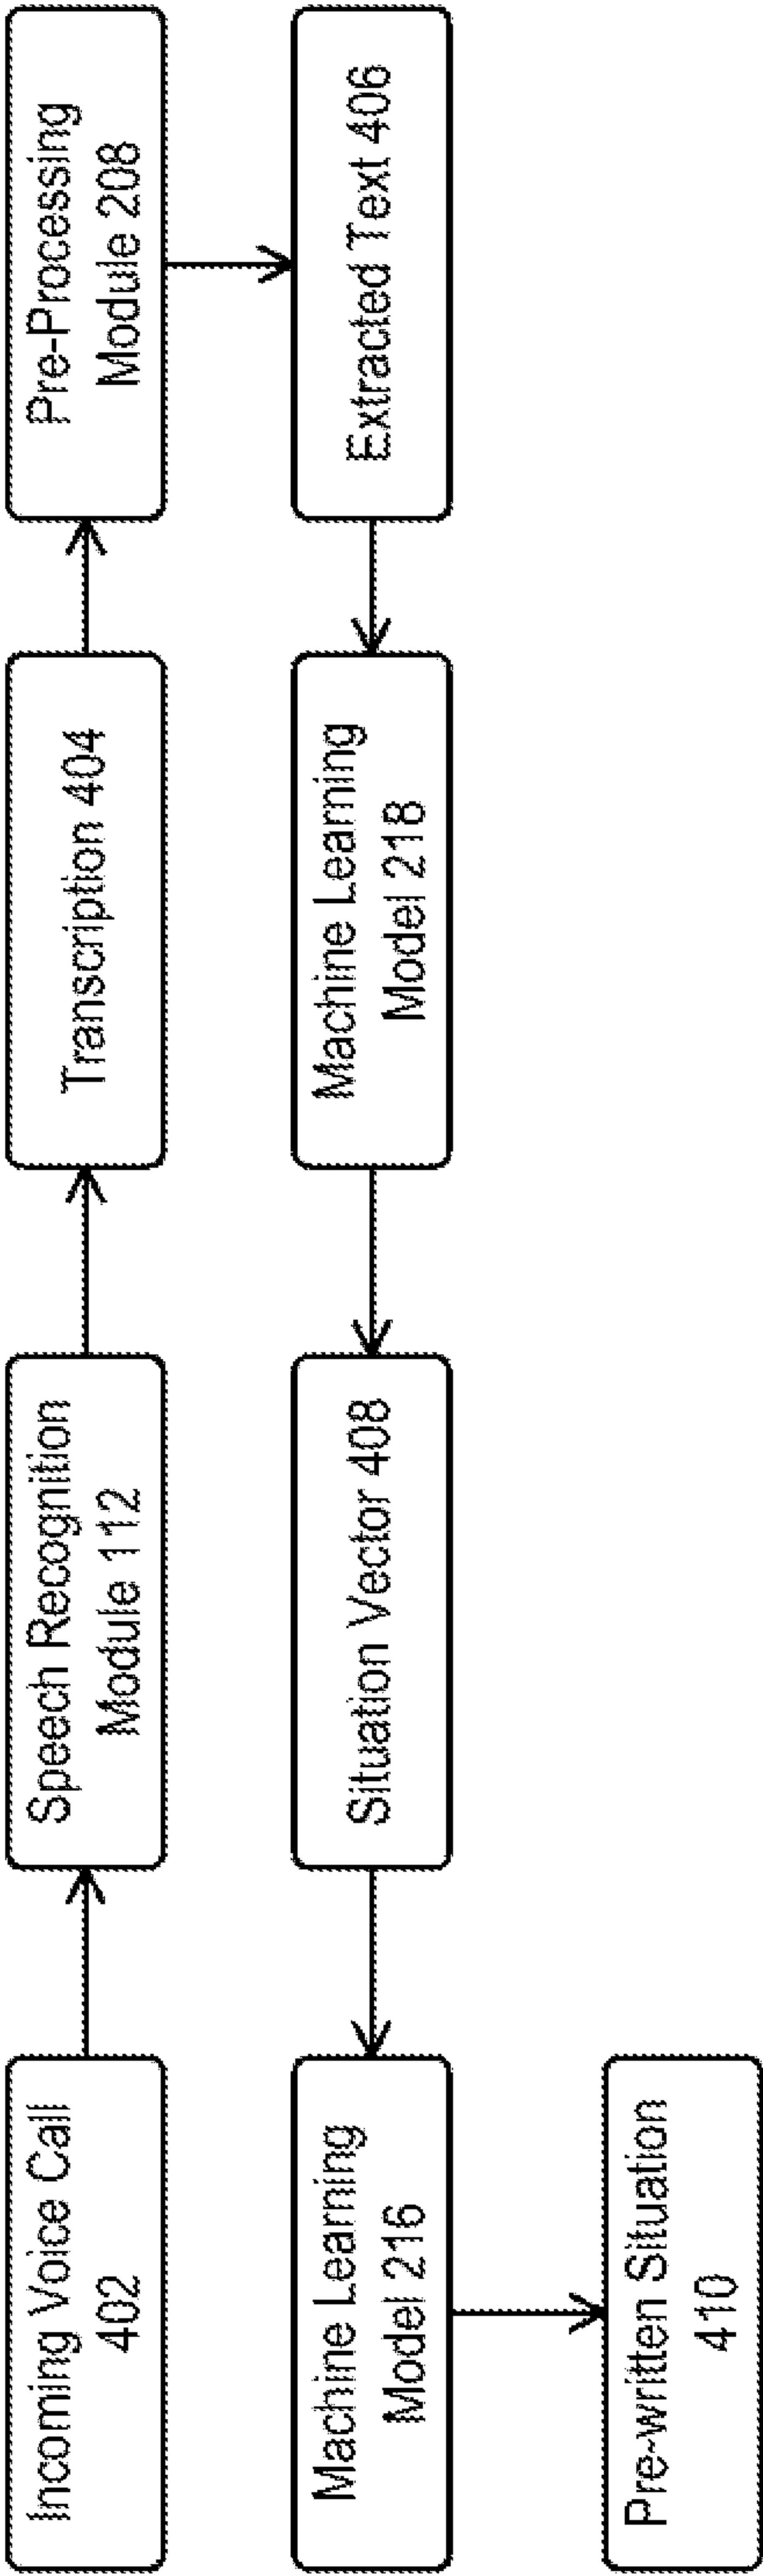 Incoming Voice Call
402
Speech Recognition
Module 112
Transcription 404
Pre-Processing
Module 208
Extracted Text 406
Machine Learning
Model 218
Situation Vector 408
Machine Learning
Model 216
Pre-written Situation
410